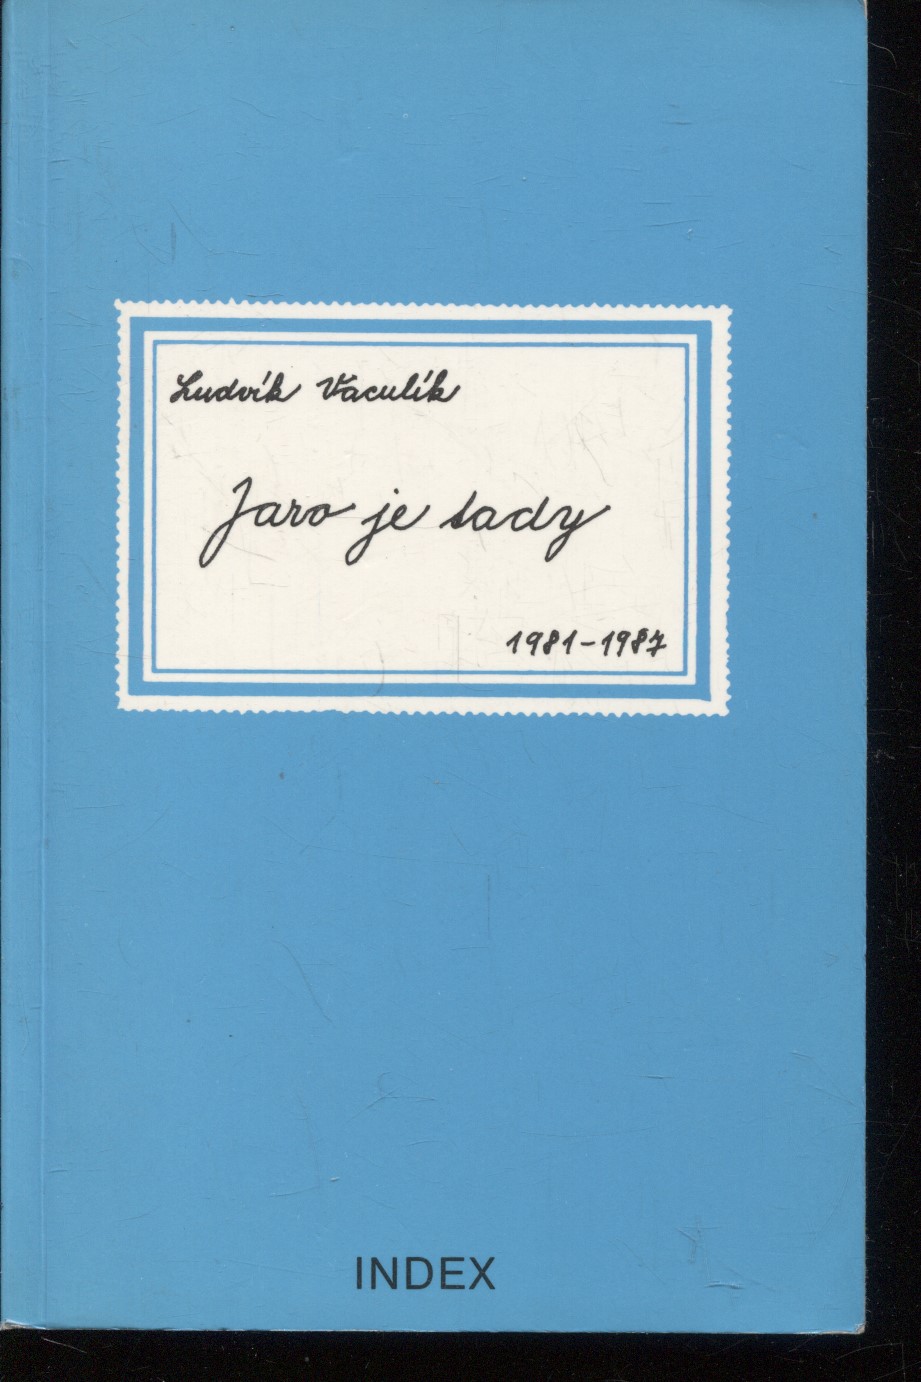 Ludvík Vaculík
Jaro je tady
1981-1987
INDEX